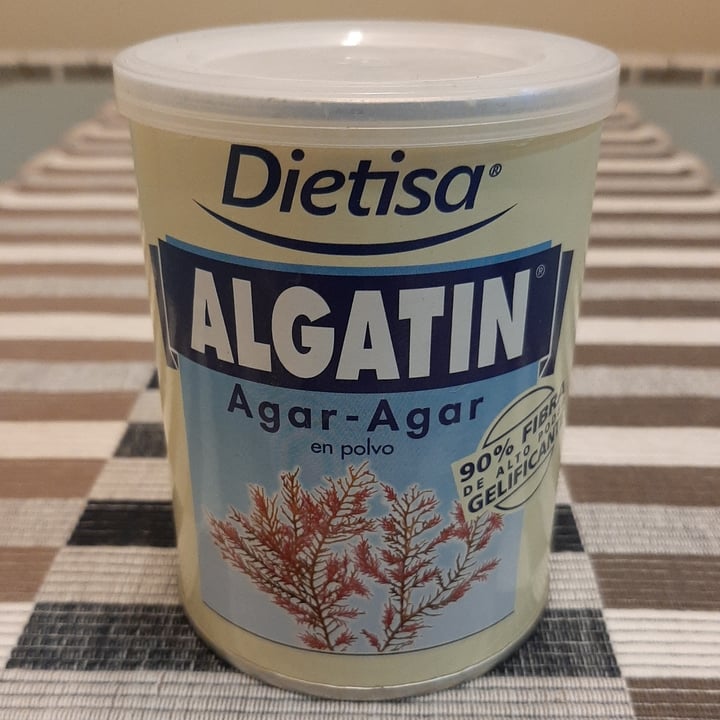 Dietisa®
ALGATIN®
Agar-Agar
en polvo
90% FIBRA
DE ALTO PODER
GELIFICANTE